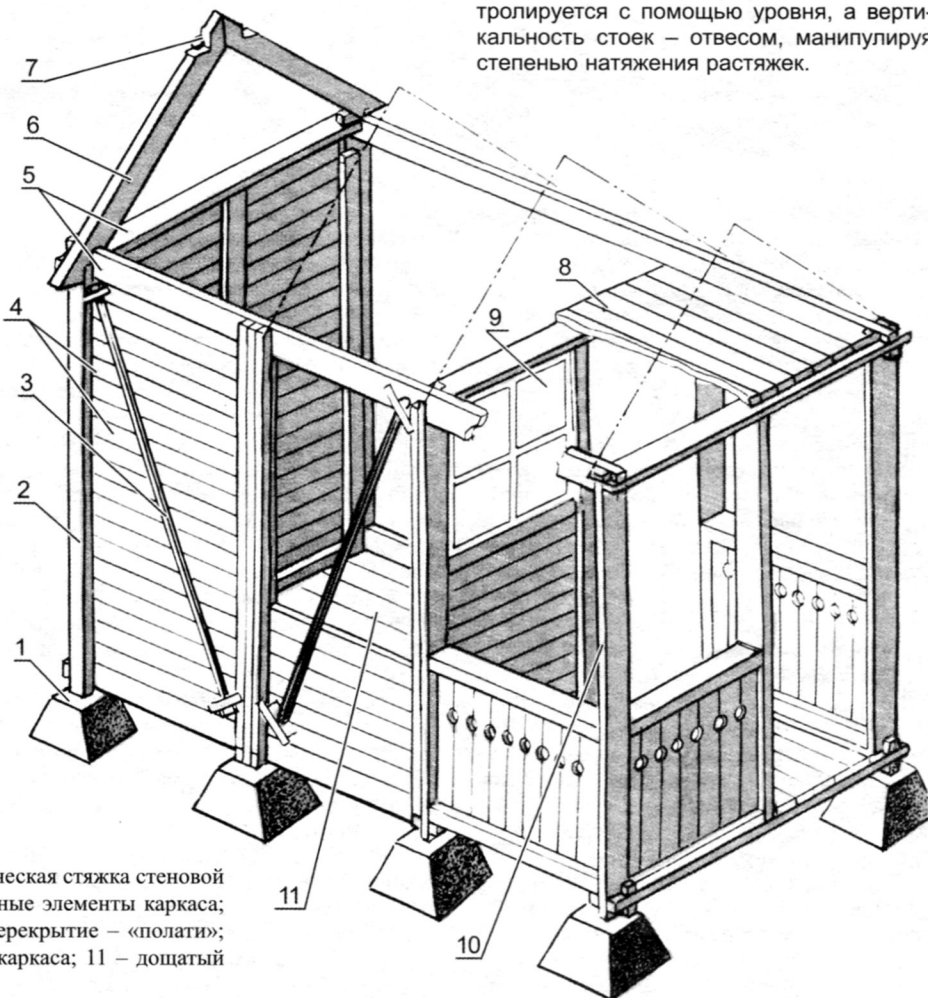 тролируется с помощью уровня, а верти-
кальность стоек – отвесом, манипулируя
степенью натяжения растяжек.
7
6
5
8
9
4
3
2
1
11
10
ческая стяжка стеновой
ные элементы каркаса;
ерекрытие – «полати»;
каркаса; 11 – дощатый